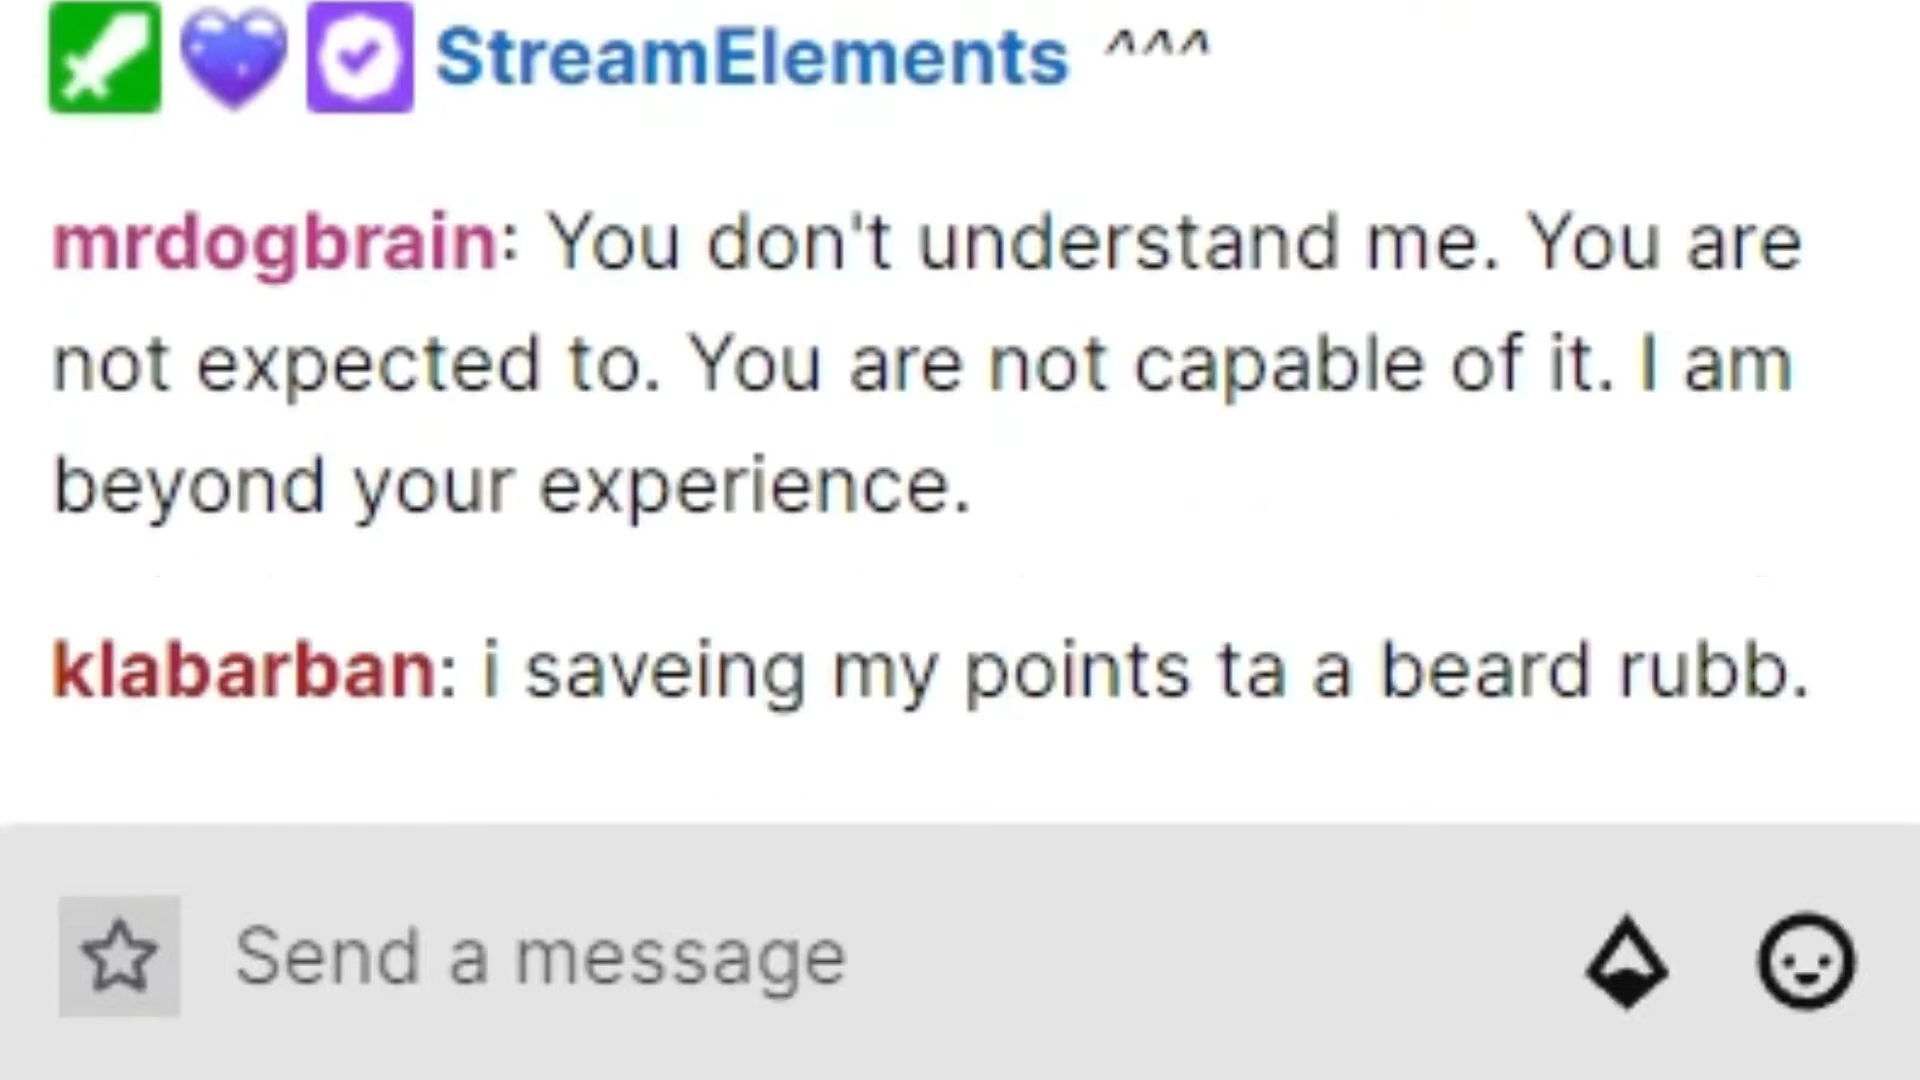 StreamElements ^^^
mrdogbrain: You don't understand me. You are
not expected to. You are not capable of it. I am
beyond your experience.
klabarban: i saveing my points ta a beard rubb.
Send a message